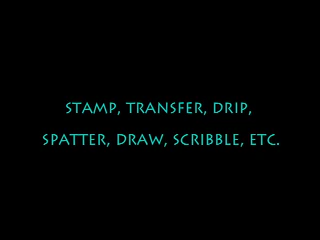 STAMP, TRANSFER, DRIP,
SPATTER, DRAW, SCRIBBLE, ETC.